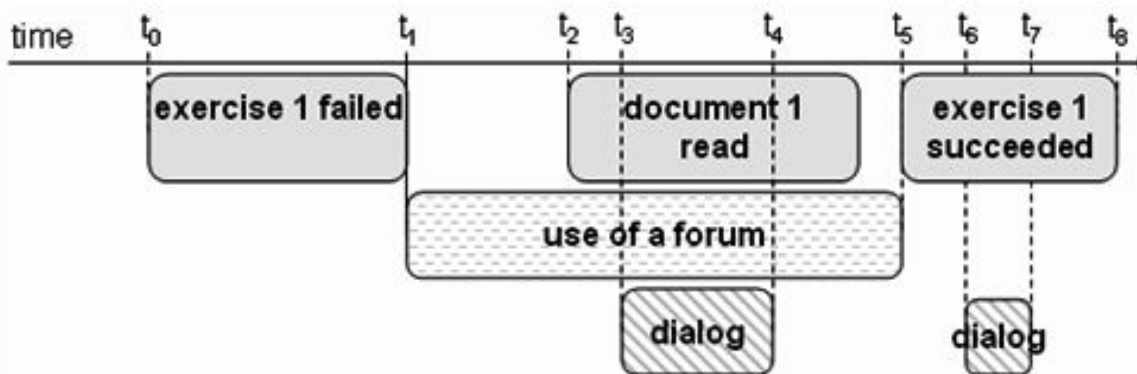 time t₀ t₁ t₂ t₃ t₄ t₅ t₆ t₇ t₈
exercise 1 failed
document 1
read
exercise 1
succeeded
use of a forum
dialog
dialog